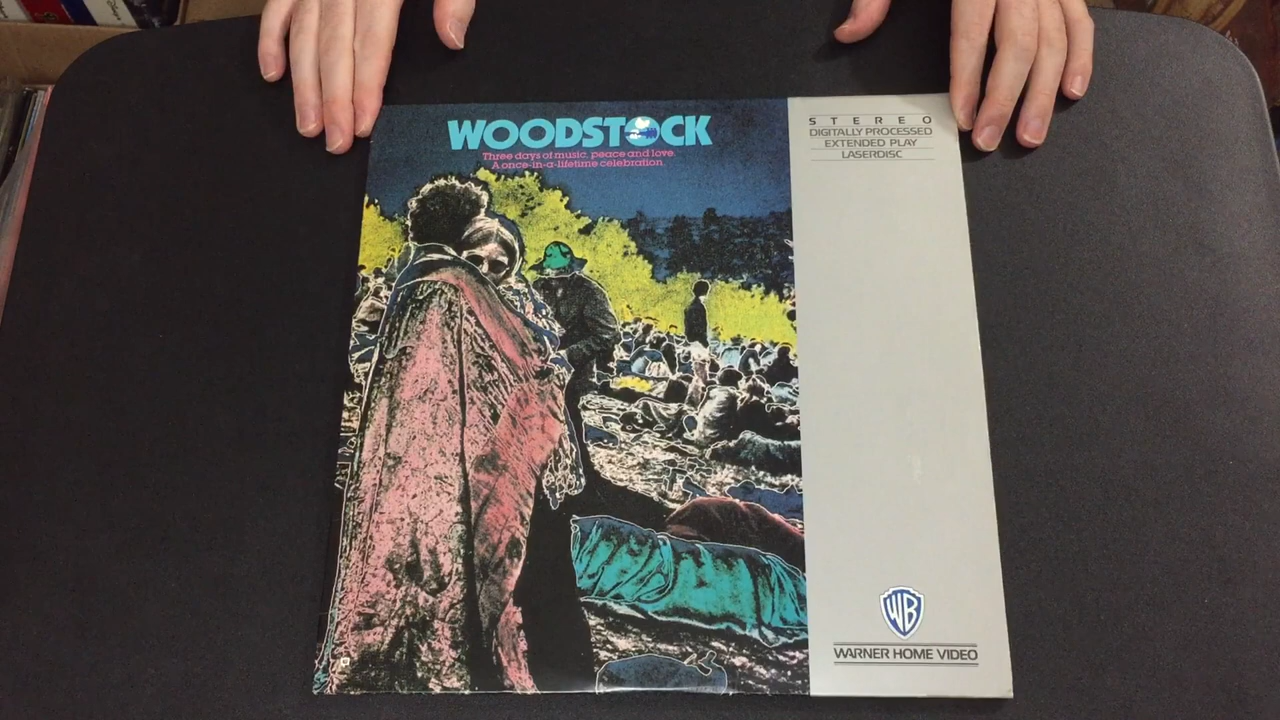 WOODSTOCK
Three days of music, peace and love.
A once-in-a-lifetime celebration.
STEREO
DIGITALLY PROCESSED
EXTENDED PLAY
LASERDISC
WB
WARNER HOME VIDEO